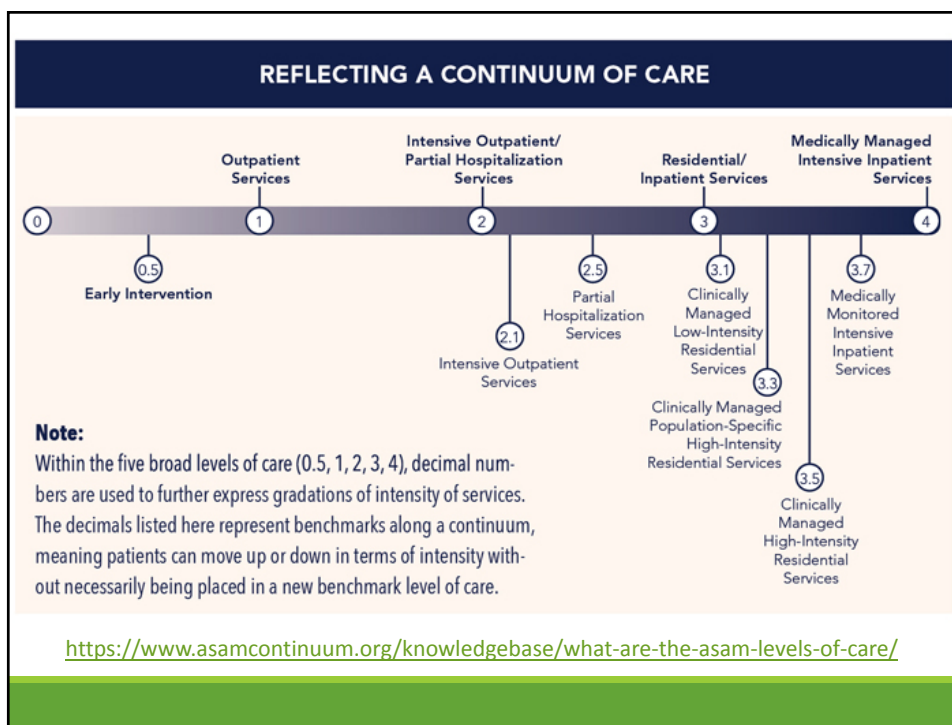 REFLECTING A CONTINUUM OF CARE
Outpatient
Services
Intensive Outpatient/
Partial Hospitalization
Services
Residential/
Inpatient Services
Medically Managed
Intensive Inpatient
Services
0
1
2
3
4
0.5
Early Intervention
2.1
Intensive Outpatient
Services
2.5
Partial
Hospitalization
Services
3.1
Clinically
Managed
Low-Intensity
Residential
Services
3.3
Clinically Managed
Population-Specific
High-Intensity
Residential Services
3.5
Clinically
Managed
High-Intensity
Residential
Services
3.7
Medically
Monitored
Intensive
Inpatient
Services
Note:
Within the five broad levels of care (0.5, 1, 2, 3, 4), decimal num-
bers are used to further express gradations of intensity of services.
The decimals listed here represent benchmarks along a continuum,
meaning patients can move up or down in terms of intensity with-
out necessarily being placed in a new benchmark level of care.
https://www.asamcontinuum.org/knowledgebase/what-are-the-asam-levels-of-care/